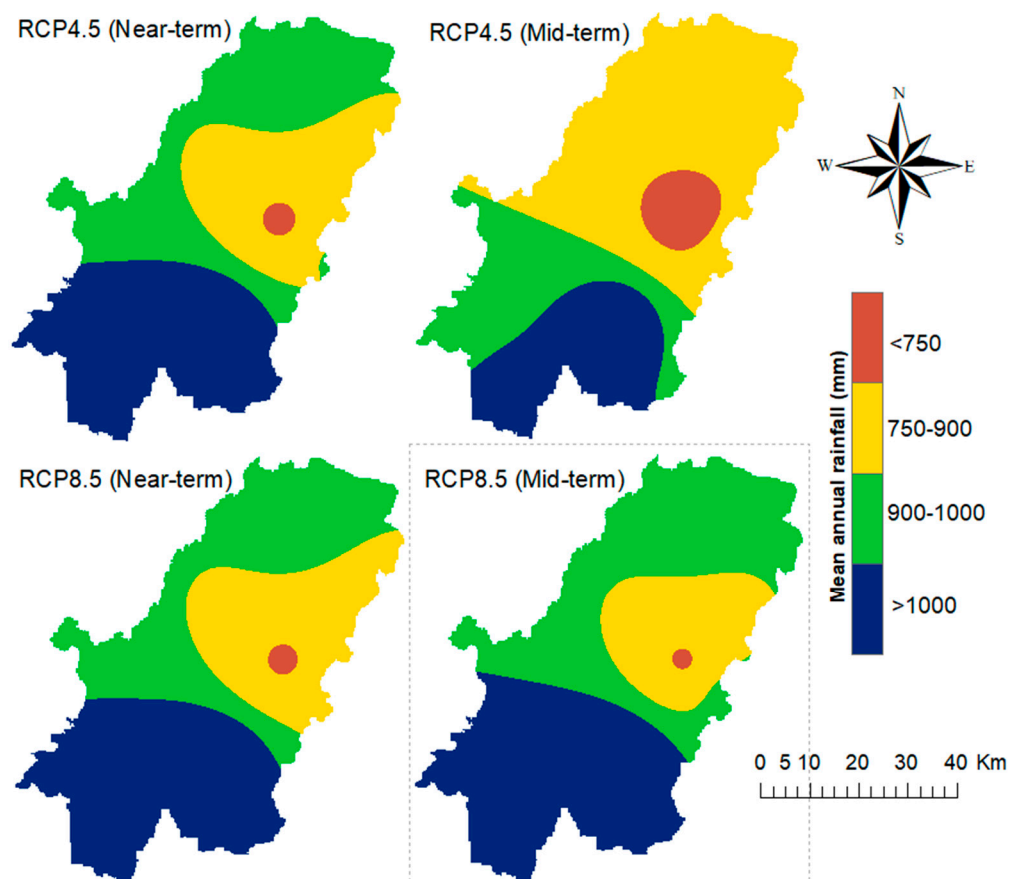 RCP4.5 (Near-term)
RCP4.5 (Mid-term)
N
W
E
S
Mean annual rainfall (mm)
<750
750-900
900-1000
>1000
RCP8.5 (Near-term)
RCP8.5 (Mid-term)
0 5 10 20 30 40 Km